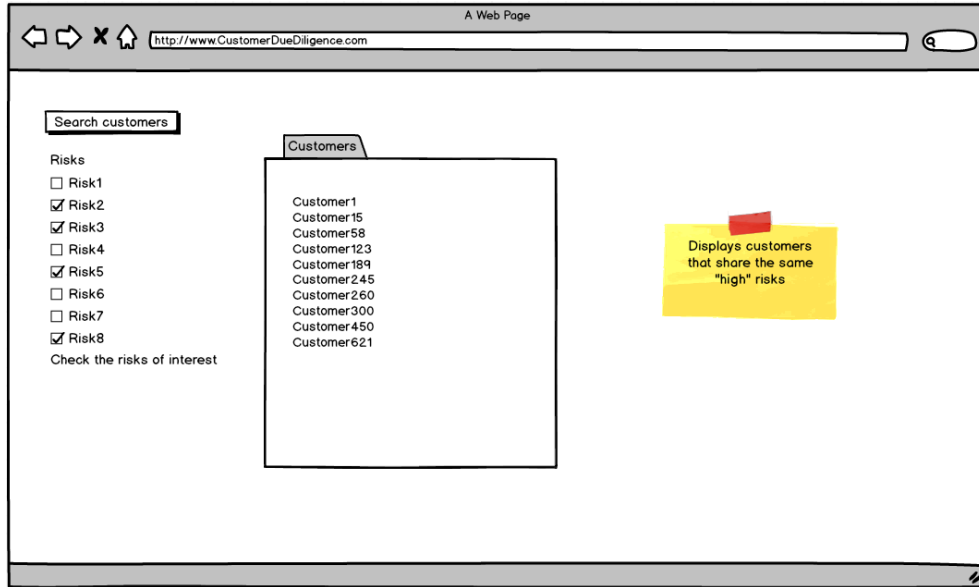 A Web Page
http://www.CustomerDueDiligence.com
Search customers
Risks
Risk1
Risk2
Risk3
Risk4
Risk5
Risk6
Risk7
Risk8
Check the risks of interest
Customers
Customer1
Customer15
Customer58
Customer123
Customer189
Customer245
Customer260
Customer300
Customer450
Customer621
Displays customers
that share the same
"high" risks